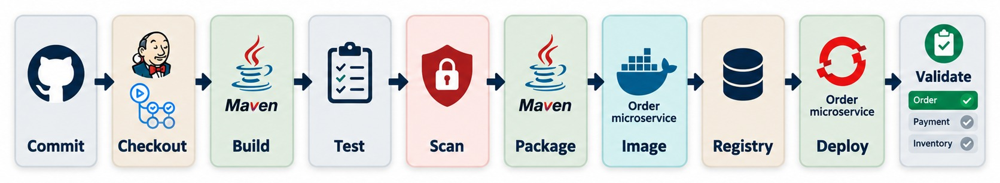 Commit
Checkout
Maven
Build
Test
Scan
Maven
Package
Order
microservice
Image
Registry
Order
microservice
Deploy
Validate
Order
Payment
Inventory